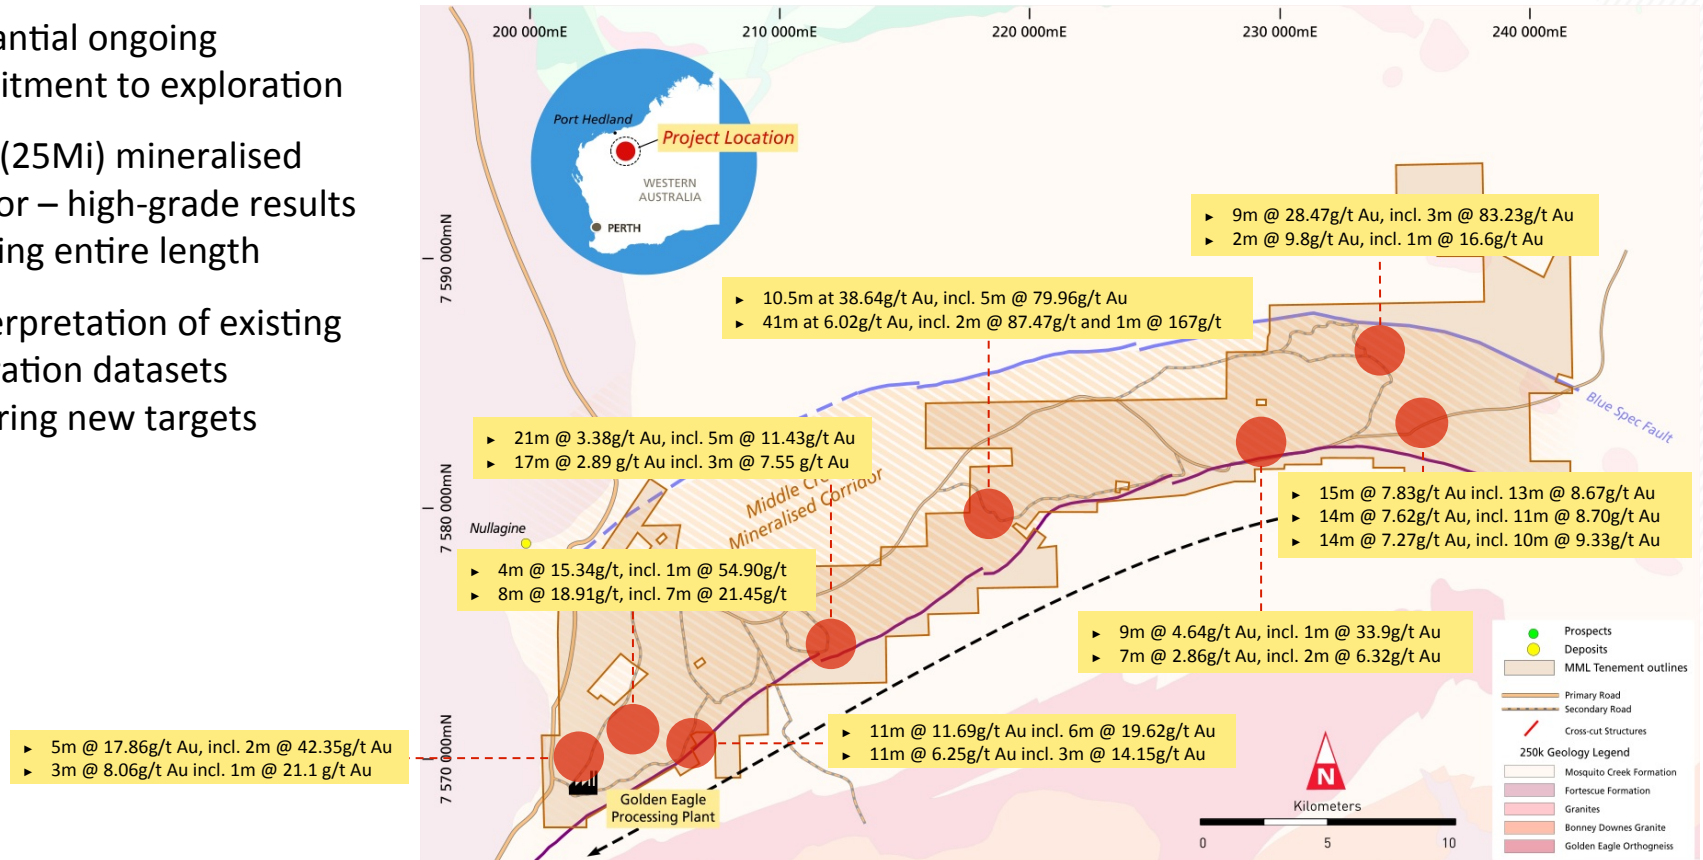 antial ongoing
itment to exploration
(25Mi) mineralised
or – high-grade results
ing entire length
erpretation of existing
ration datasets
ring new targets
200 000mE
210 000mE
220 000mE
230 000mE
240 000mE
7 590 000mN
7 580 000mN
7 570 000mN
Port Hedland
Project Location
WESTERN
AUSTRALIA
PERTH
▸ 9m @ 28.47g/t Au, incl. 3m @ 83.23g/t Au
▸ 2m @ 9.8g/t Au, incl. 1m @ 16.6g/t Au
▸ 10.5m at 38.64g/t Au, incl. 5m @ 79.96g/t Au
▸ 41m at 6.02g/t Au, incl. 2m @ 87.47g/t and 1m @ 167g/t
Blue Spec Fault
▸ 21m @ 3.38g/t Au, incl. 5m @ 11.43g/t Au
▸ 17m @ 2.89 g/t Au incl. 3m @ 7.55 g/t Au
Middle Cr
Mineralised Corridor
▸ 15m @ 7.83g/t Au incl. 13m @ 8.67g/t Au
▸ 14m @ 7.62g/t Au, incl. 11m @ 8.70g/t Au
▸ 14m @ 7.27g/t Au, incl. 10m @ 9.33g/t Au
Nullagine
▸ 4m @ 15.34g/t, incl. 1m @ 54.90g/t
▸ 8m @ 18.91g/t, incl. 7m @ 21.45g/t
▸ 9m @ 4.64g/t Au, incl. 1m @ 33.9g/t Au
▸ 7m @ 2.86g/t Au, incl. 2m @ 6.32g/t Au
▸ 5m @ 17.86g/t Au, incl. 2m @ 42.35g/t Au
▸ 3m @ 8.06g/t Au incl. 1m @ 21.1 g/t Au
▸ 11m @ 11.69g/t Au incl. 6m @ 19.62g/t Au
▸ 11m @ 6.25g/t Au incl. 3m @ 14.15g/t Au
Golden Eagle
Processing Plant
N
Kilometers
0 5 10
Prospects
Deposits
MML Tenement outlines
Primary Road
Secondary Road
Cross-cut Structures
250k Geology Legend
Mosquito Creek Formation
Fortescue Formation
Granites
Bonney Downes Granite
Golden Eagle Orthogneiss